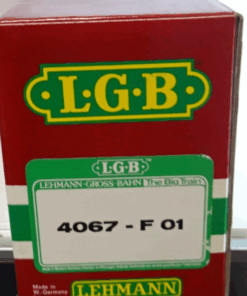 L·G·B·
L·G·B
LEHMANN-GROSS-BAHN The Big Train
4067 - F 01
Made in
W.-Germany
LEHMANN